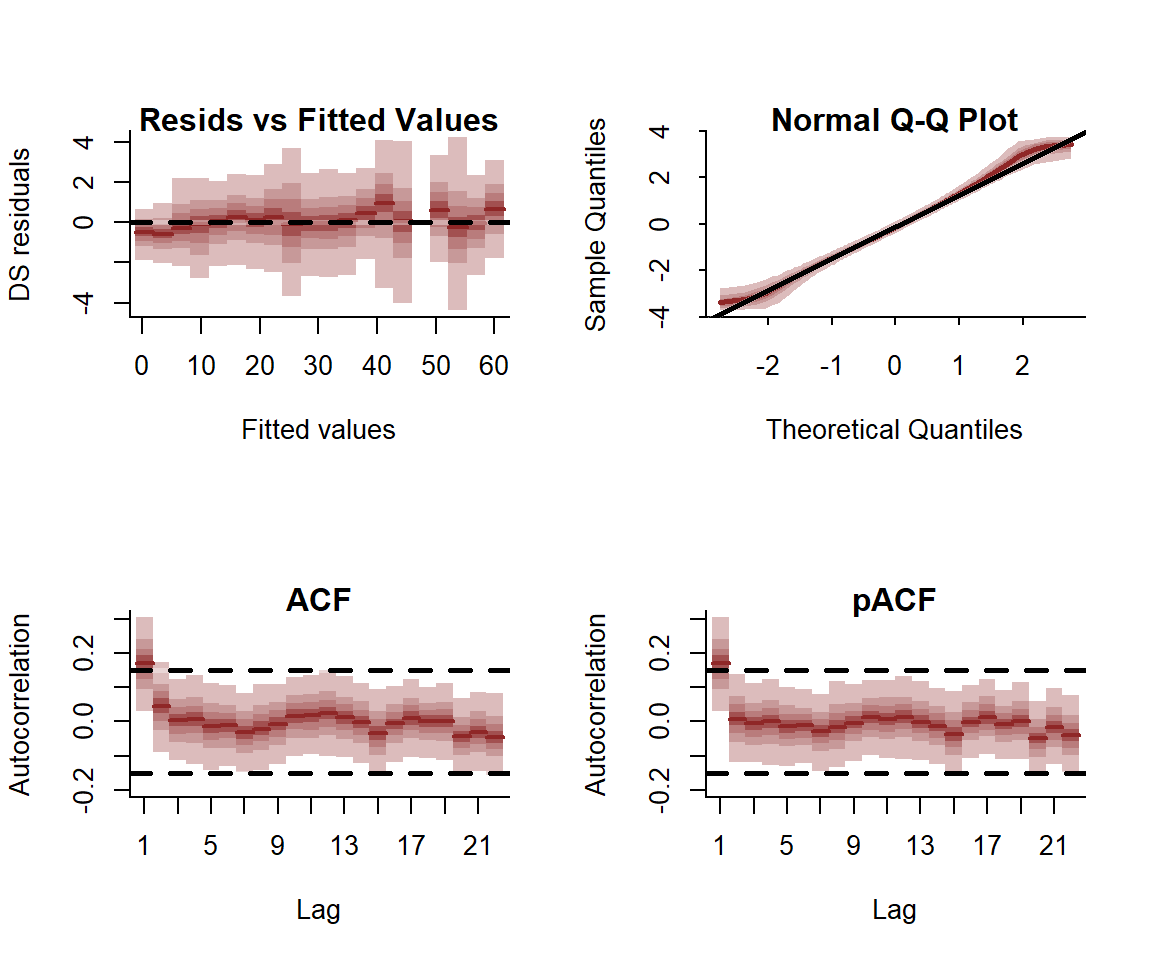 Resids vs Fitted Values
DS residuals
4
2
0
-4
0 10 20 30 40 50 60
Fitted values
Normal Q-Q Plot
Sample Quantiles
4
2
0
-2
-4
-2 -1 0 1 2
Theoretical Quantiles
ACF
Autocorrelation
0.2
0.0
-0.2
1 5 9 13 17 21
Lag
pACF
Autocorrelation
0.2
0.0
-0.2
1 5 9 13 17 21
Lag